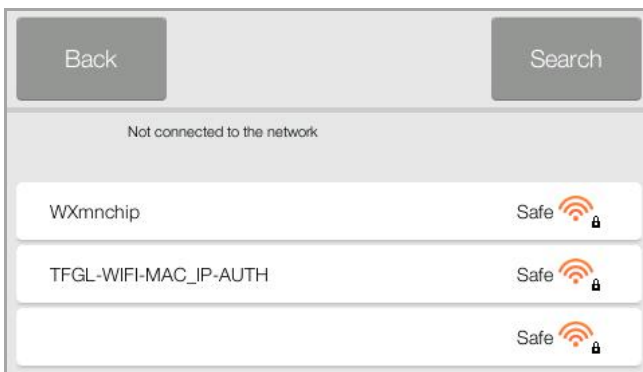 Back Search
Not connected to the network
WXmnchip Safe
TFGL-WIFI-MAC_IP-AUTH Safe
Safe